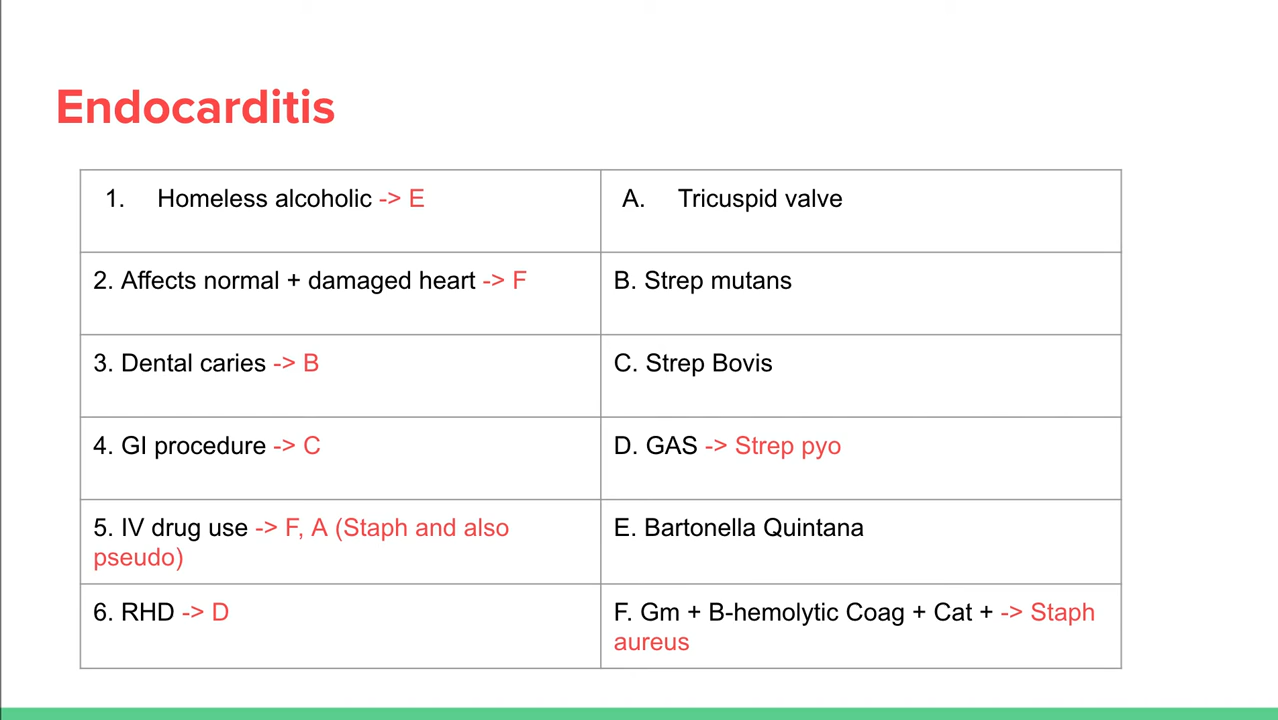 Endocarditis
1. Homeless alcoholic -> E
A. Tricuspid valve
2. Affects normal + damaged heart -> F
B. Strep mutans
3. Dental caries -> B
C. Strep Bovis
4. GI procedure -> C
D. GAS -> Strep pyo
5. IV drug use -> F, A (Staph and also
pseudo)
E. Bartonella Quintana
6. RHD -> D
F. Gm + B-hemolytic Coag + Cat + -> Staph
aureus